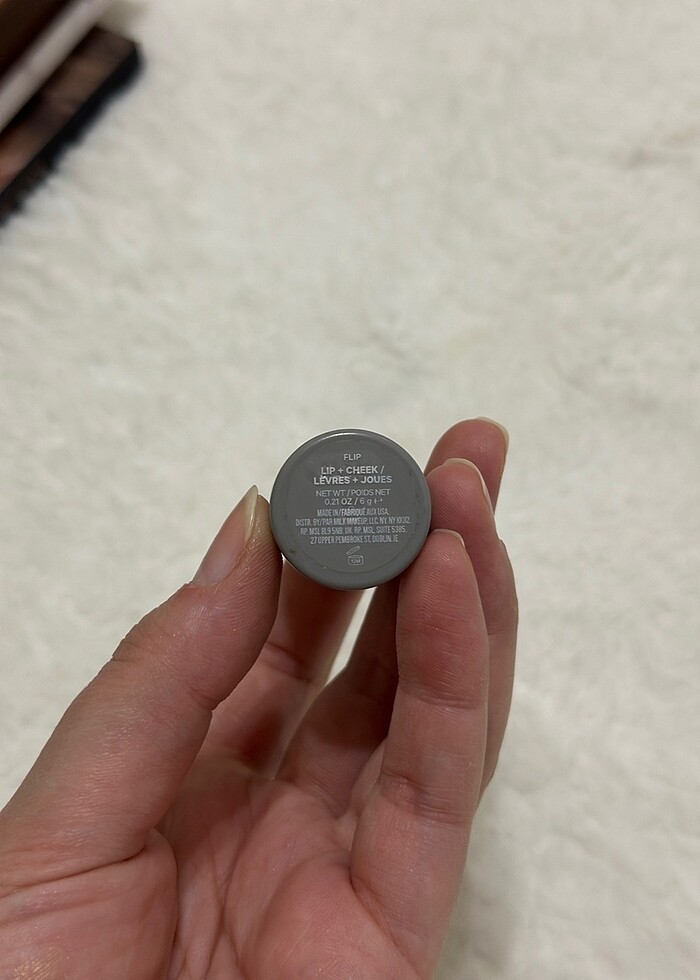 FLIP
LIP + CHEEK /
LÈVRES + JOUES
NET WT / POIDS NET
0.21 OZ / 6 g ℮
MADE IN/FABRIQUÉ AUX USA.
DISTR. BY/PAR MILK MAKEUP, LLC, NY, NY 10012.
RP, MSL BL9 5NB. UK. RP, MSL, SUITE 5385,
27 UPPER PEMBROKE ST, DUBLIN, IE
12M